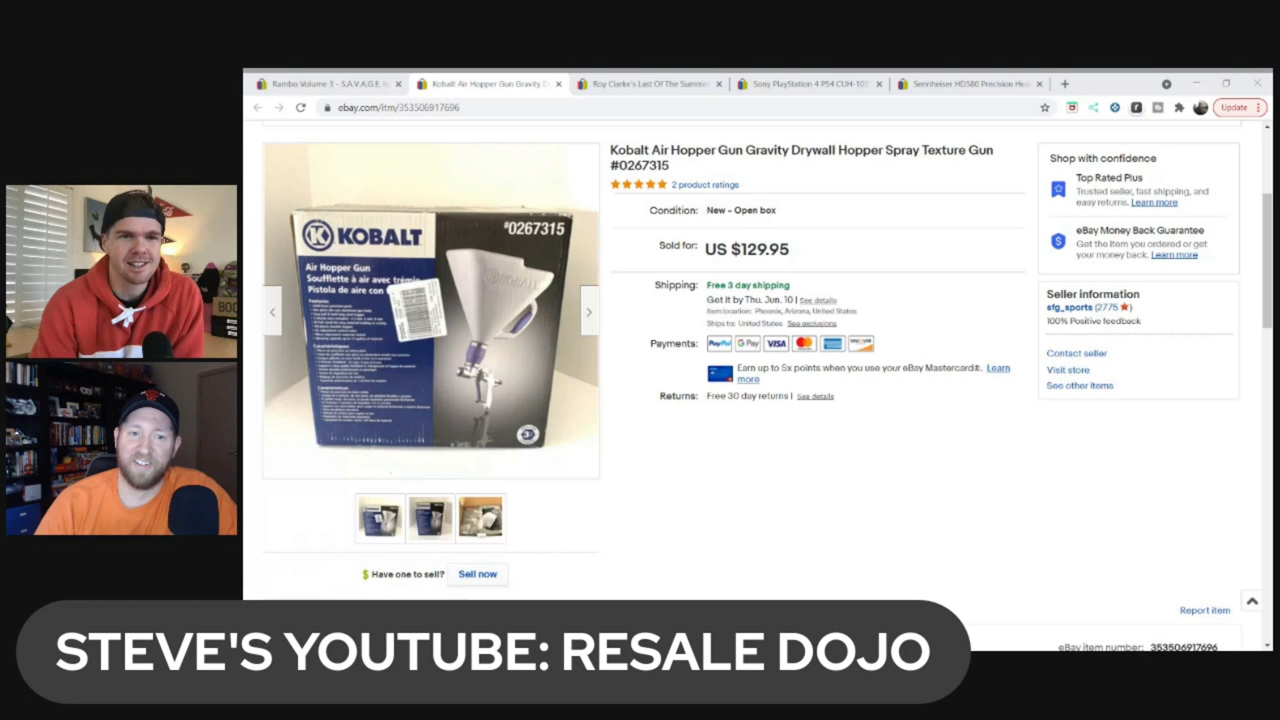 Rambo Volume 3 - S.A.V.A.G.E.
Kobalt Air Hopper Gun Gravity D
Roy Clarke's Last Of The Summer
Sony PlayStation 4 PS4 CUH-10
Sennheiser HD580 Precision Hea
ebay.com/itm/353506917696
Update
Kobalt Air Hopper Gun Gravity Drywall Hopper Spray Texture Gun
#0267315
2 product ratings
Condition: New - Open box
Sold for: US $129.95
Shipping: Free 3 day shipping
Got it by Thu. Jun. 10 | See details
Item location: Phoenix, Arizona, United States
Ships to: United States See exclusions
Payments: PayPal G Pay VISA
Earn up to 5x points when you use your eBay Mastercard®. Learn
more
Returns: Free 30 day returns | See details
Shop with confidence
Top Rated Plus
Trusted seller, fast shipping, and
easy returns. Learn more
eBay Money Back Guarantee
Get the item you ordered or get
your money back. Learn more
Seller information
sfg_sports (2775 )
100% Positive feedback
Contact seller
Visit store
See other items
K KOBALT
#0267315
Air Hopper Gun
Soufflette à air avec trémie
Pistola de aire con
$ Have one to sell? Sell now
Report item
eBay item number: 353506917696
STEVE'S YOUTUBE: RESALE DOJO